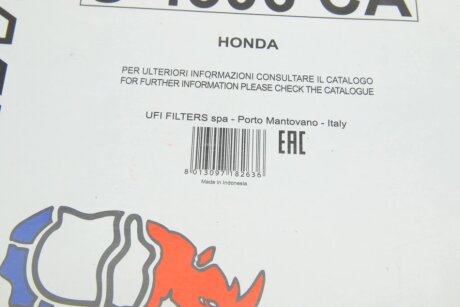 HONDA
PER ULTERIORI INFORMAZIONI CONSULTARE IL CATALOGO
FOR FURTHER INFORMATION PLEASE CHECK THE CATALOGUE
UFI FILTERS spa - Porto Mantovano - Italy
EAC
8 013097 182636
Made in Indonesia